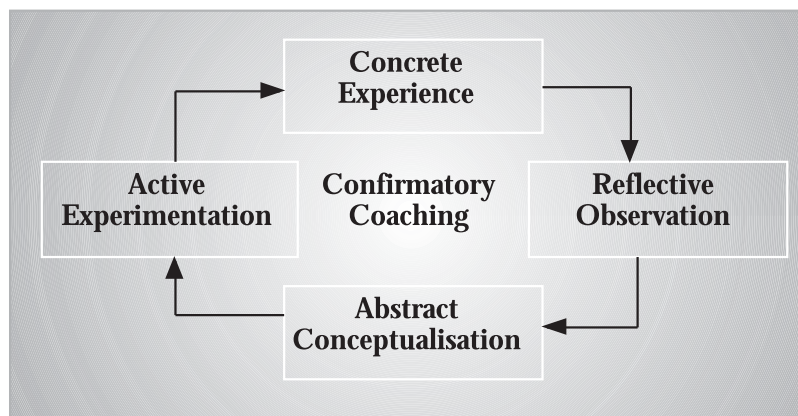 Concrete
Experience
Active
Experimentation
Confirmatory
Coaching
Reflective
Observation
Abstract
Conceptualisation